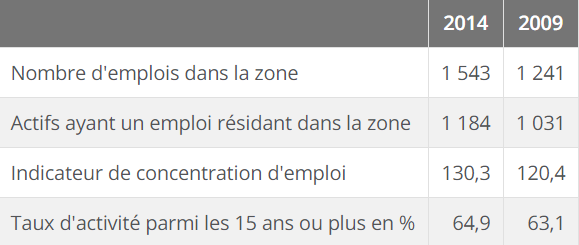 2014 2009
Nombre d'emplois dans la zone 1 543 1 241
Actifs ayant un emploi résidant dans la zone 1 184 1 031
Indicateur de concentration d'emploi 130,3 120,4
Taux d'activité parmi les 15 ans ou plus en % 64,9 63,1